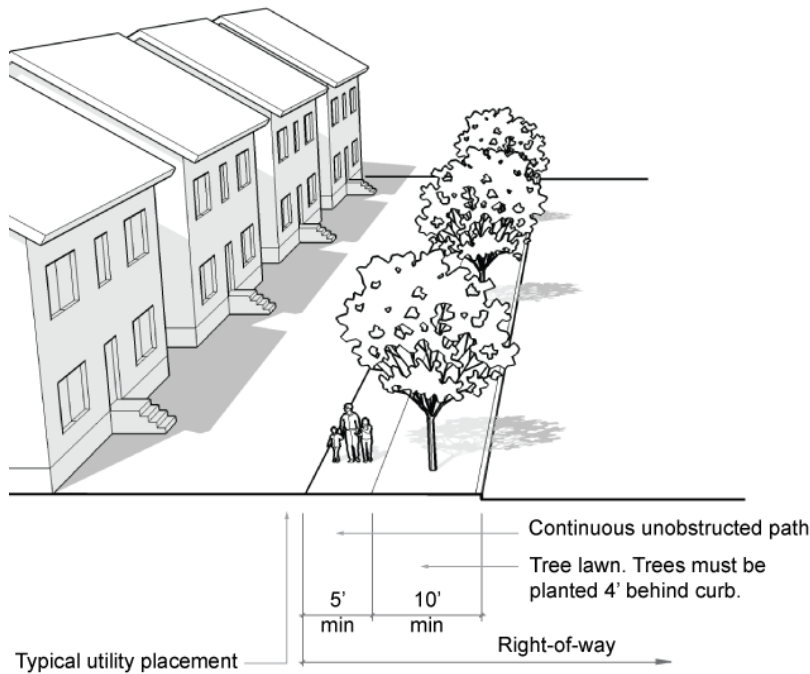 Continuous unobstructed path
Tree lawn. Trees must be
planted 4' behind curb.
5'
min
10'
min
Right-of-way
Typical utility placement